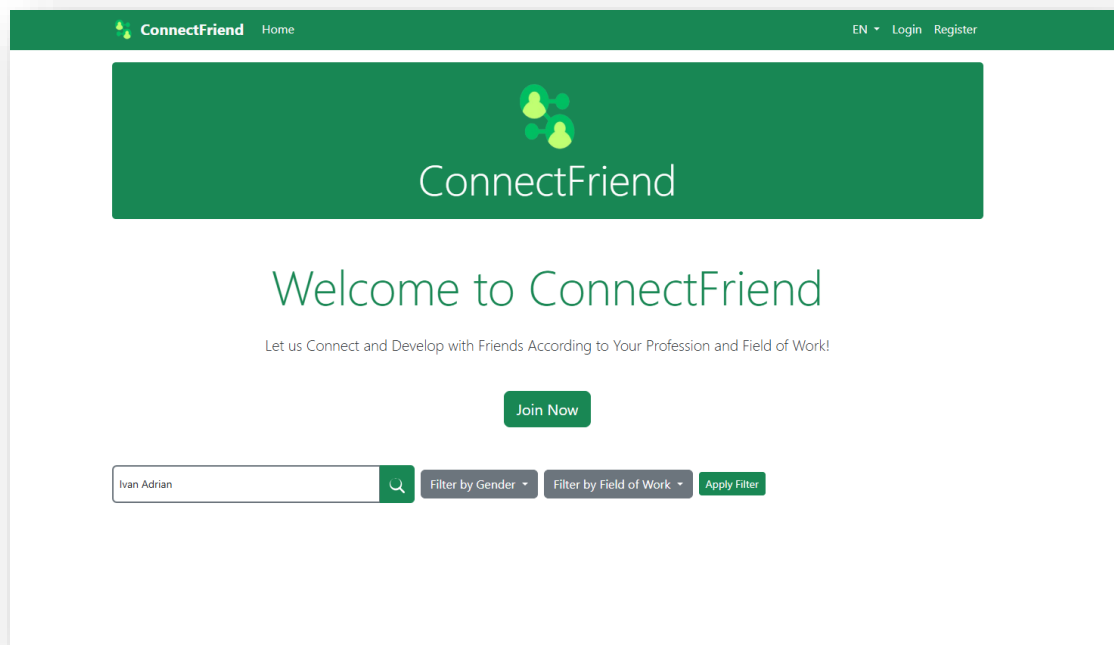 ConnectFriend Home EN Login Register
ConnectFriend
Welcome to ConnectFriend
Let us Connect and Develop with Friends According to Your Profession and Field of Work!
Join Now
Ivan Adrian Filter by Gender Filter by Field of Work Apply Filter